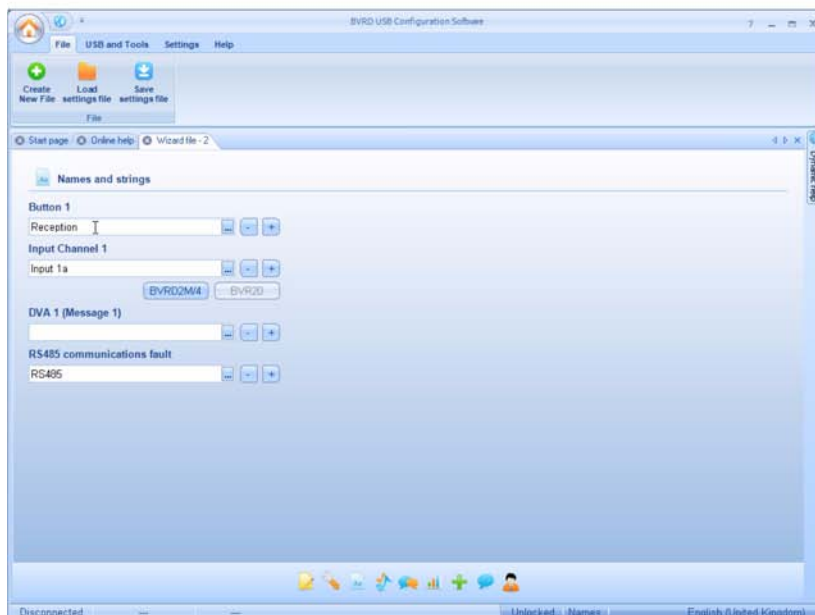 BVRD USB Configuration Software
File USB and Tools Settings Help
Create New File
Load settings file
Save settings file
File
Start page Online help Wizard file - 2
Names and strings
Button 1
Reception ... - +
Input Channel 1
Input 1a ... - +
BVRD2M/4 BVR20
DVA 1 (Message 1)
... - +
RS485 communications fault
RS485 ... - +
Dynamic Help
Disconnected --- --- Unlocked Names English (United Kingdom)